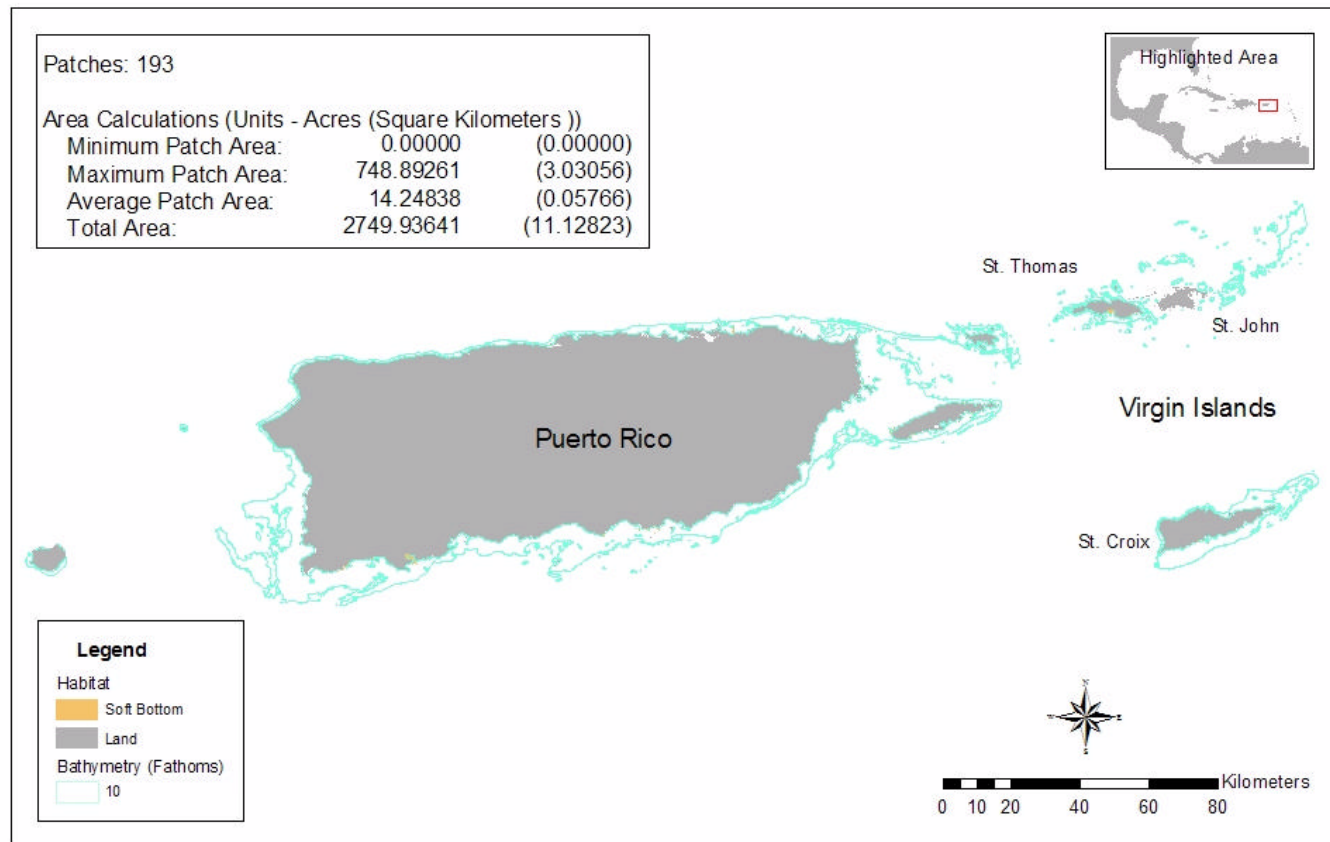 Patches: 193
Area Calculations (Units - Acres (Square Kilometers ))
Minimum Patch Area: 0.00000 (0.00000)
Maximum Patch Area: 748.89261 (3.03056)
Average Patch Area: 14.24838 (0.05766)
Total Area: 2749.93641 (11.12823)
Highlighted Area
St. Thomas
St. John
Virgin Islands
Puerto Rico
St. Croix
Legend
Habitat
Soft Bottom
Land
Bathymetry (Fathoms)
10
N
W E
S
Kilometers
0 10 20 40 60 80